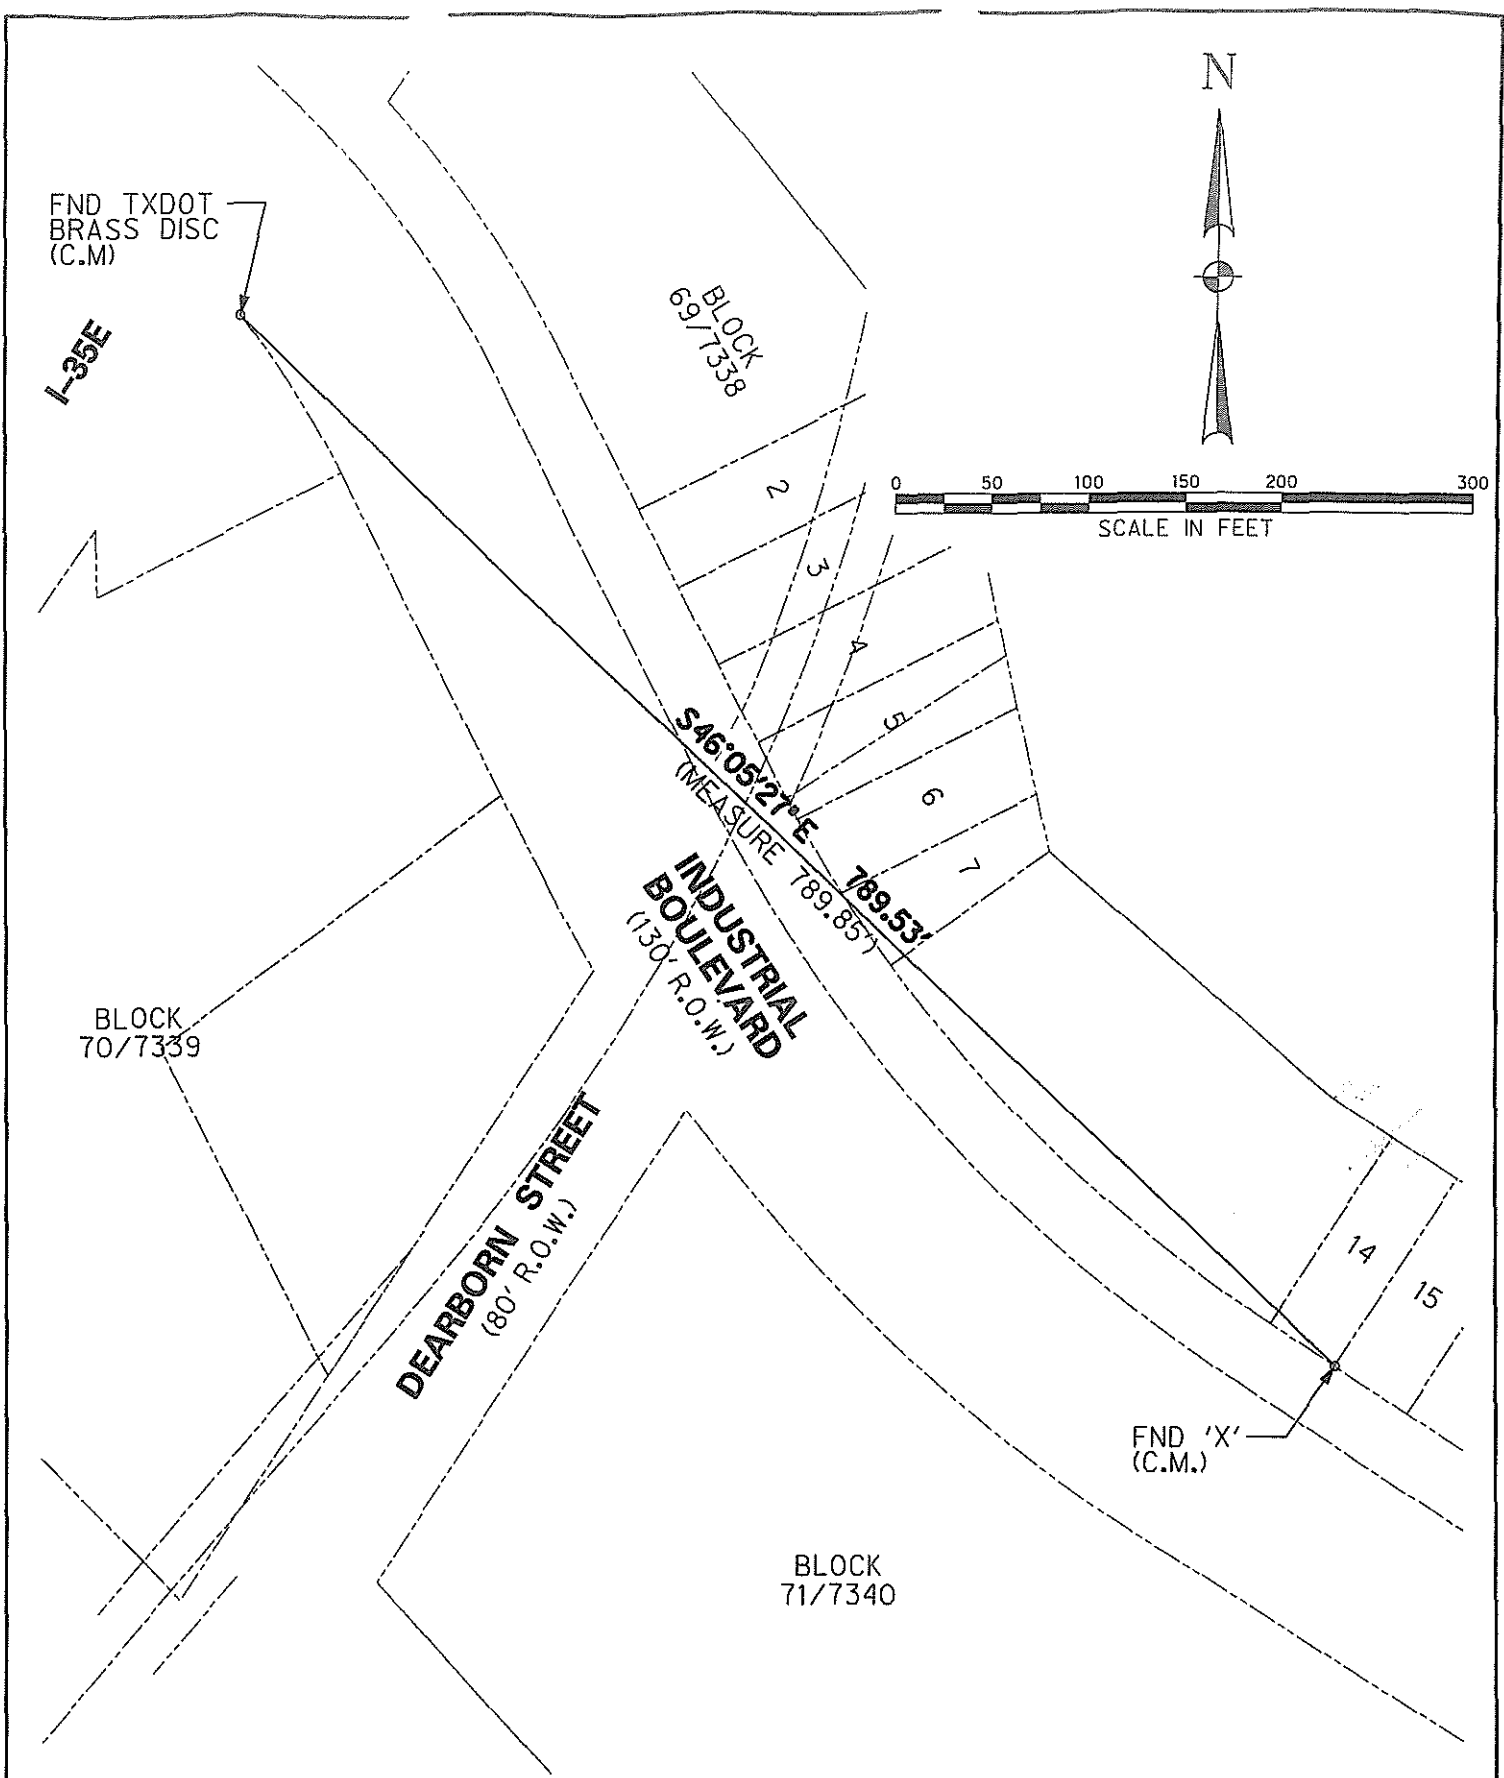 N
FND TXDOT
BRASS DISC
(C.M)
I-35E
BLOCK
69/7338
0 50 100 150 200 300
SCALE IN FEET
2
3
4
5
6
7
S46°05'27"E 789.53'
(MEASURE 789.85')
INDUSTRIAL
BOULEVARD
(130' R.O.W.)
BLOCK
70/7339
DEARBORN STREET
(80' R.O.W.)
14
15
FND 'X'
(C.M.)
BLOCK
71/7340